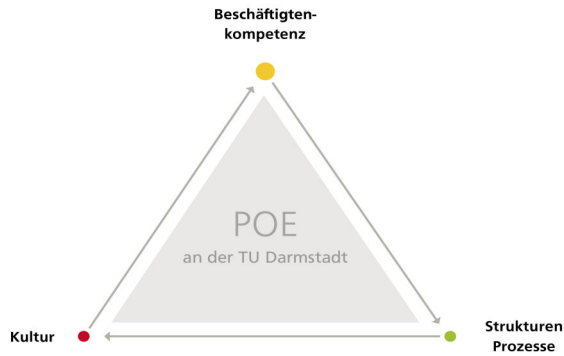 Beschäftigten-
kompetenz
POE
an der TU Darmstadt
Kultur
Strukturen
Prozesse